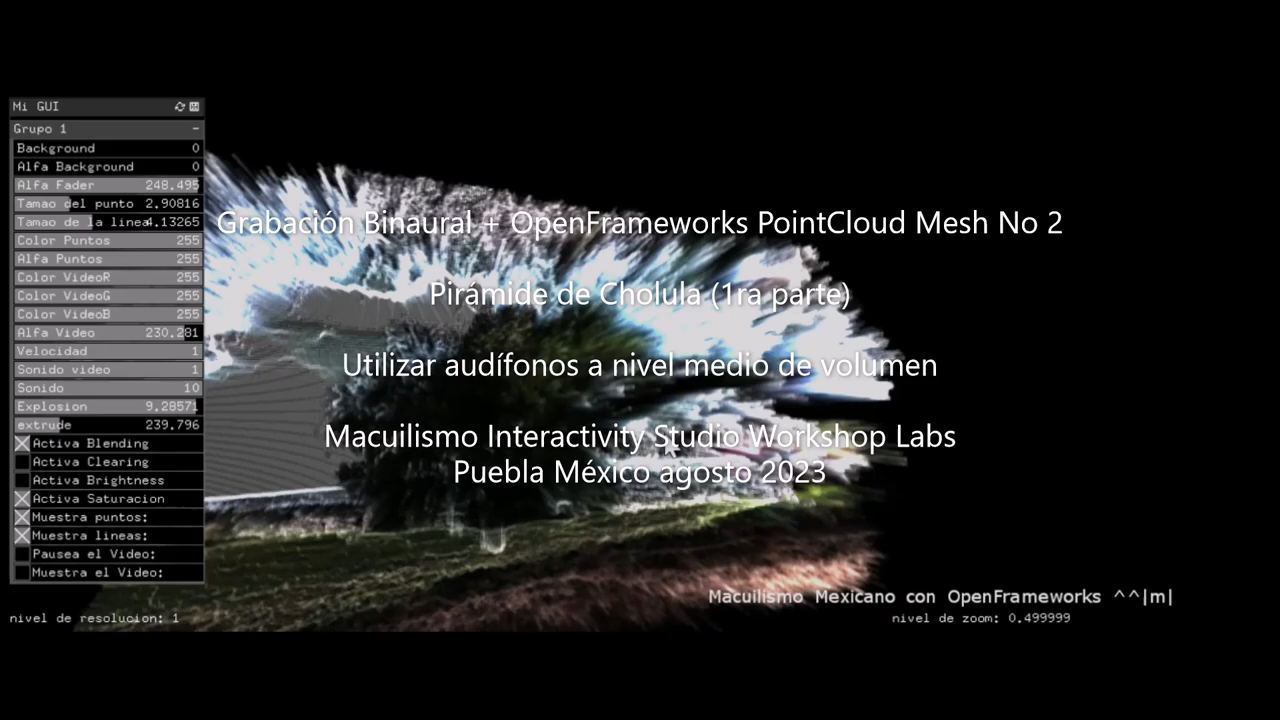 Mi GUI
Grupo 1 -
Background 0
Alfa Background 0
Alfa Fader 248.495
Tamao del punto 2.90816
Tamao de la linea 4.13265
Color Puntos 255
Alfa Puntos 255
Color VideoR 255
Color VideoG 255
Color VideoB 255
Alfa Video 230.281
Velocidad 1
Sonido video 1
Sonido 10
Explosion 9.28571
extrude 239.796
Activa Blending
Activa Clearing
Activa Brightness
Activa Saturacion
Muestra puntos:
Muestra lineas:
Pausea el Video:
Muestra el Video:
nivel de resolucion: 1
Grabación Binaural + OpenFrameworks PointCloud Mesh No 2
Pirámide de Cholula (1ra parte)
Utilizar audífonos a nivel medio de volumen
Macuilismo Interactivity Studio Workshop Labs
Puebla México agosto 2023
Macuilismo Mexicano con OpenFrameworks ^^|m|
nivel de zoom: 0.499999